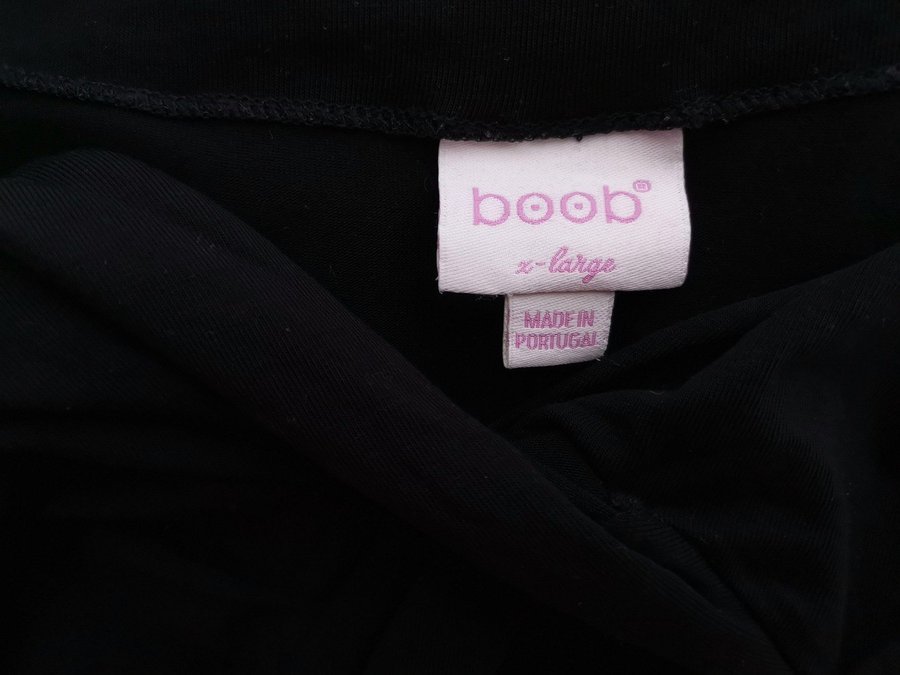 boob
x-large
MADE IN
PORTUGAL